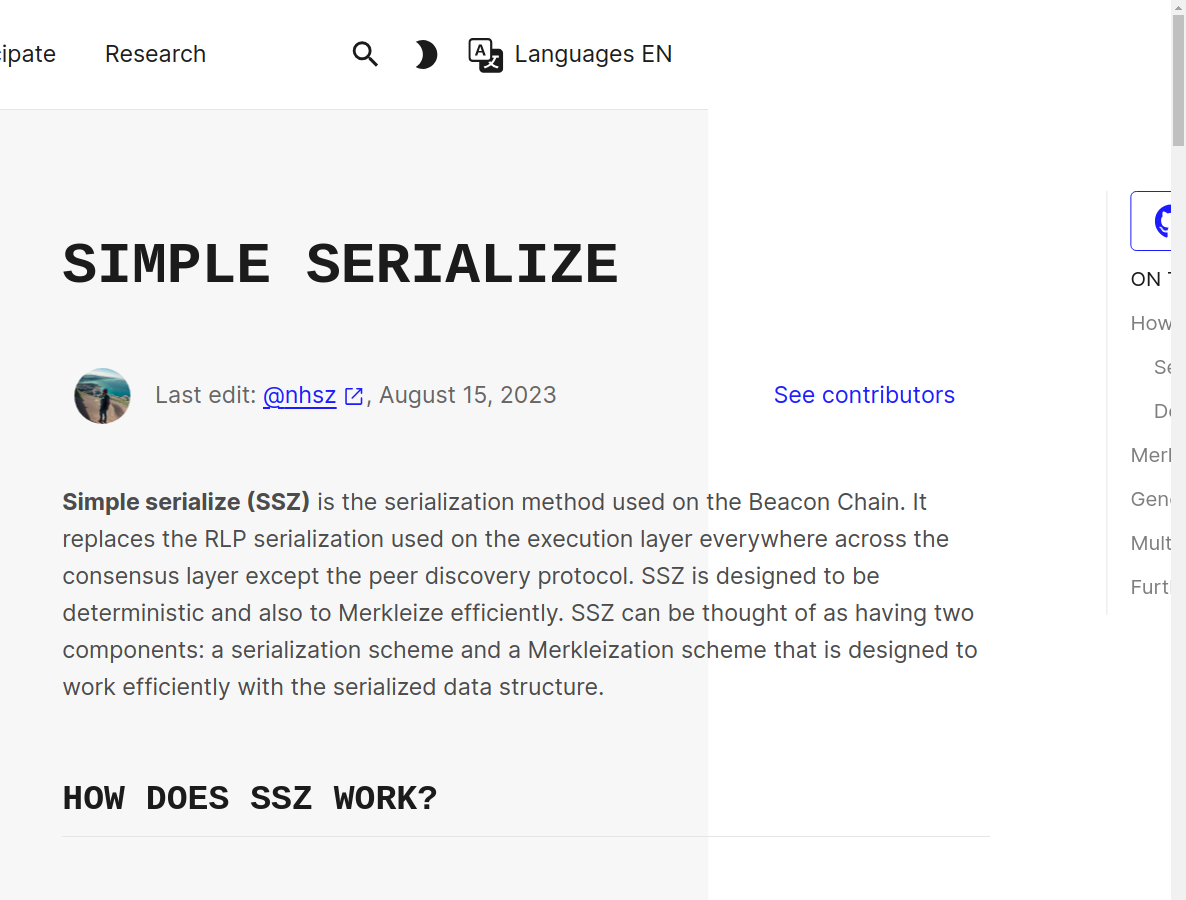 cipate Research Languages EN
SIMPLE SERIALIZE
Last edit: @nhsz, August 15, 2023 See contributors
Simple serialize (SSZ) is the serialization method used on the Beacon Chain. It
replaces the RLP serialization used on the execution layer everywhere across the
consensus layer except the peer discovery protocol. SSZ is designed to be
deterministic and also to Merkleize efficiently. SSZ can be thought of as having two
components: a serialization scheme and a Merkleization scheme that is designed to
work efficiently with the serialized data structure.
HOW DOES SSZ WORK?
ON
How
Se
De
Merk
Gene
Mult
Furt